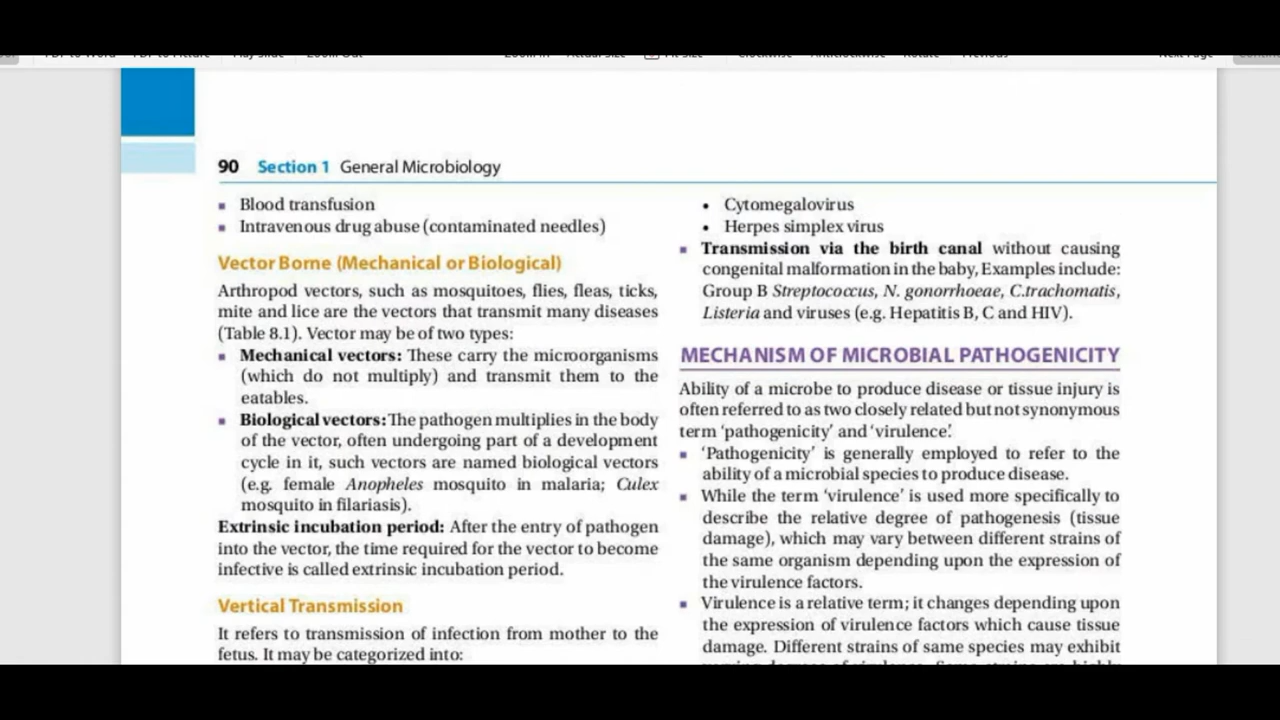 90 Section 1 General Microbiology
▪ Blood transfusion
▪ Intravenous drug abuse (contaminated needles)
Vector Borne (Mechanical or Biological)
Arthropod vectors, such as mosquitoes, flies, fleas, ticks,
mite and lice are the vectors that transmit many diseases
(Table 8.1). Vector may be of two types:
▪ Mechanical vectors: These carry the microorganisms
(which do not multiply) and transmit them to the
eatables.
▪ Biological vectors: The pathogen multiplies in the body
of the vector, often undergoing part of a development
cycle in it, such vectors are named biological vectors
(e.g. female Anopheles mosquito in malaria; Culex
mosquito in filariasis).
Extrinsic incubation period: After the entry of pathogen
into the vector, the time required for the vector to become
infective is called extrinsic incubation period.
Vertical Transmission
It refers to transmission of infection from mother to the
fetus. It may be categorized into:
• Cytomegalovirus
• Herpes simplex virus
▪ Transmission via the birth canal without causing
congenital malformation in the baby, Examples include:
Group B Streptococcus, N. gonorrhoeae, C.trachomatis,
Listeria and viruses (e.g. Hepatitis B, C and HIV).
MECHANISM OF MICROBIAL PATHOGENICITY
Ability of a microbe to produce disease or tissue injury is
often referred to as two closely related but not synonymous
term ‘pathogenicity’ and ‘virulence’.
▪ ‘Pathogenicity’ is generally employed to refer to the
ability of a microbial species to produce disease.
▪ While the term ‘virulence’ is used more specifically to
describe the relative degree of pathogenesis (tissue
damage), which may vary between different strains of
the same organism depending upon the expression of
the virulence factors.
▪ Virulence is a relative term; it changes depending upon
the expression of virulence factors which cause tissue
damage. Different strains of same species may exhibit